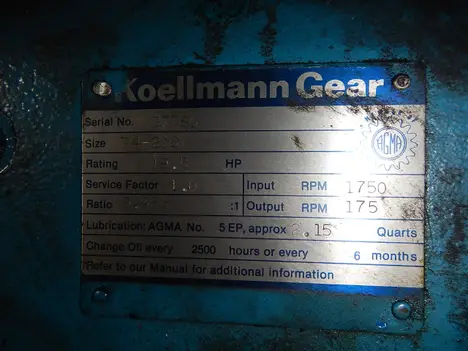 Koellmann Gear
Serial No.
Size
AGMA
Rating HP
Service Factor Input RPM 1750
Ratio :1 Output RPM 175
Lubrication: AGMA No. 5 EP, approx .15 Quarts
Change Oil every 2500 hours or every 6 months.
Refer to our Manual for additional information